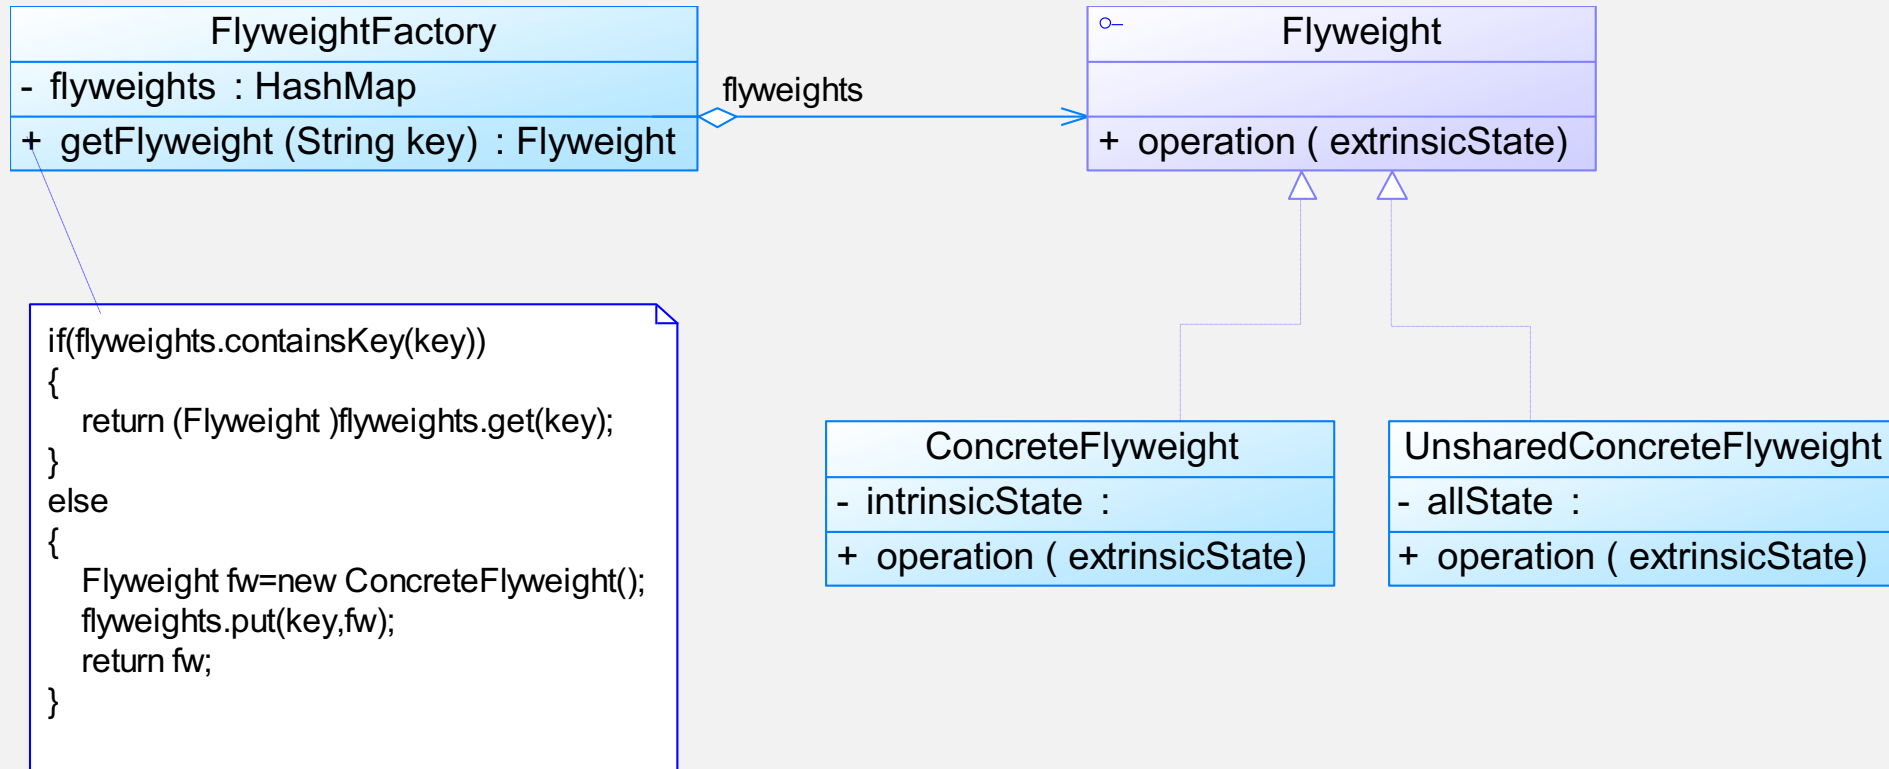 FlyweightFactory
- flyweights : HashMap
+ getFlyweight (String key) : Flyweight
flyweights
Flyweight
+ operation ( extrinsicState)
if(flyweights.containsKey(key))
{
return (Flyweight )flyweights.get(key);
}
else
{
Flyweight fw=new ConcreteFlyweight();
flyweights.put(key,fw);
return fw;
}
ConcreteFlyweight
- intrinsicState :
+ operation ( extrinsicState)
UnsharedConcreteFlyweight
- allState :
+ operation ( extrinsicState)